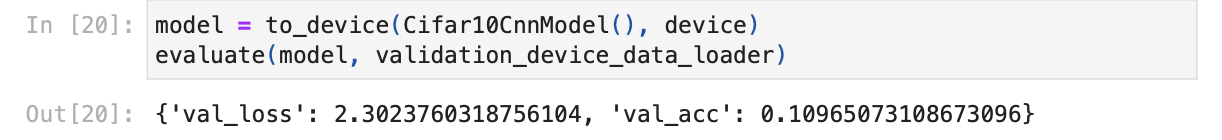 In [20]: model = to_device(Cifar10CnnModel(), device)
evaluate(model, validation_device_data_loader)
Out[20]: {'val_loss': 2.3023760318756104, 'val_acc': 0.10965073108673096}